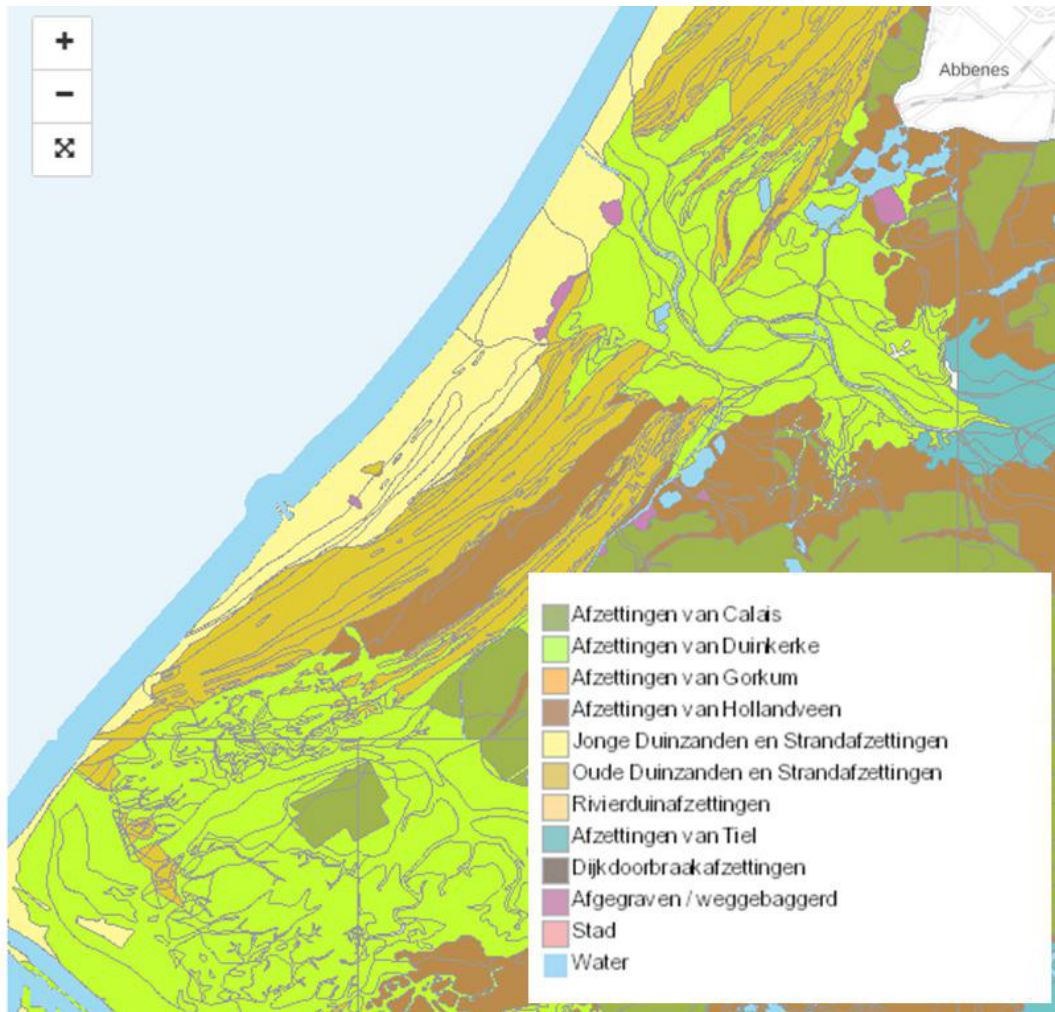 +
−
Abbenes
Afzettingen van Calais
Afzettingen van Duinkerke
Afzettingen van Gorkum
Afzettingen van Hollandveen
Jonge Duinzanden en Strandafzettingen
Oude Duinzanden en Strandafzettingen
Rivierduinafzettingen
Afzettingen van Tiel
Dijkdoorbraakafzettingen
Afgegraven / weggebaggerd
Stad
Water